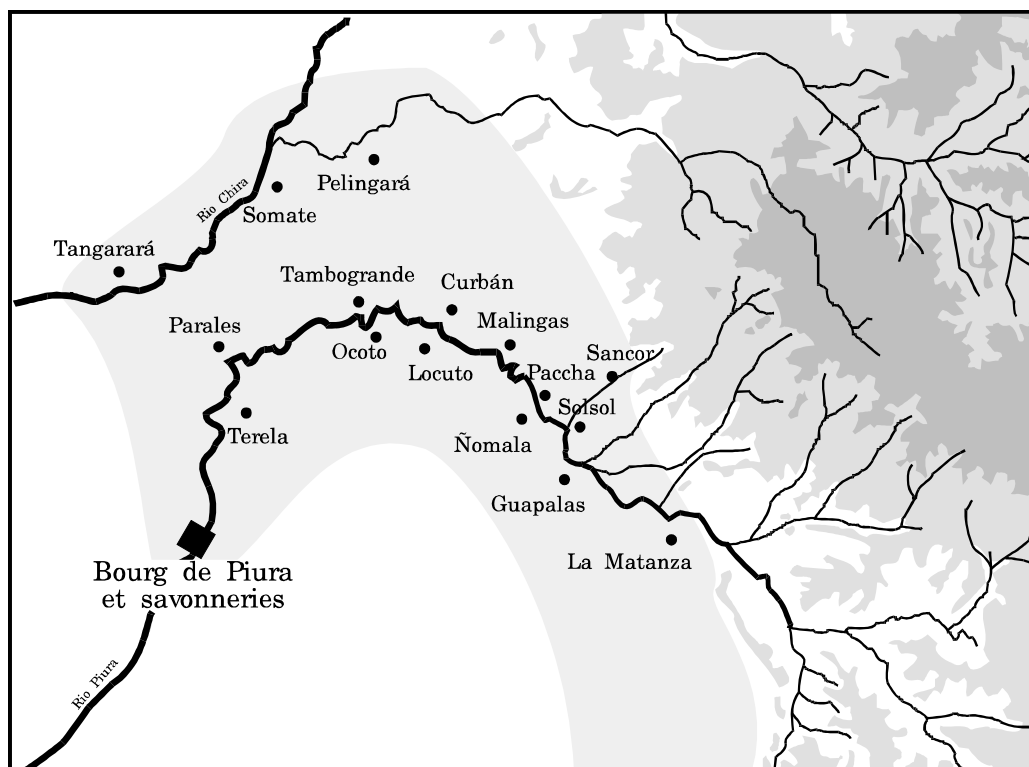 Rio Chira
Pelingará
Somate
Tangarará
Tambogrande
Curbán
Parales
Malingas
Ocoto
Sancor
Locuto
Paccha
Solsol
Terela
Ñomala
Guapalas
La Matanza
Bourg de Piura
et savonneries
Rio Piura